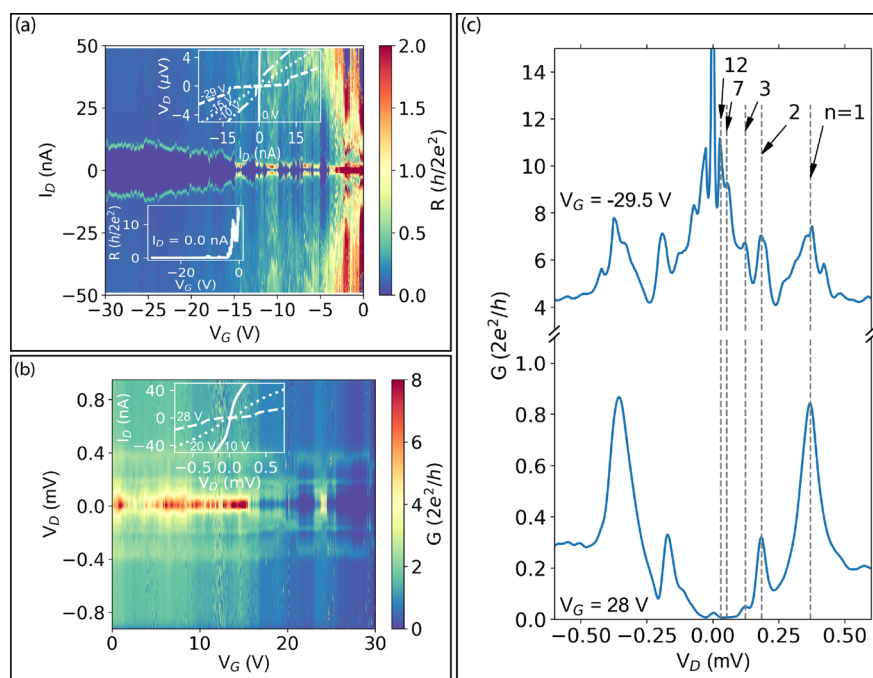 (a)
50
25
0
−25
−50
I_D (nA)
−30 −25 −20 −15 −10 −5 0
V_G (V)
4
0
−4
V_D (μV)
-29 V
-15 V
-10 V
0 V
−15 0 15
I_D (nA)
R (h/2e²)
10
0
I_D = 0.0 nA
−20 0
V_G (V)
2.0
1.5
1.0
0.5
0.0
R (h/2e²)
(b)
0.8
0.4
0.0
−0.4
−0.8
V_D (mV)
0 10 20 30
V_G (V)
40
0
−40
I_D (nA)
28 V
20 V
10 V
−0.5 0.0 0.5
V_D (mV)
8
6
4
2
0
G (2e²/h)
(c)
14
12
10
8
6
4
1.0
0.8
0.6
0.4
0.2
0.0
G (2e²/h)
12
7
3
2
n=1
V_G = -29.5 V
V_G = 28 V
−0.50 −0.25 0.00 0.25 0.50
V_D (mV)